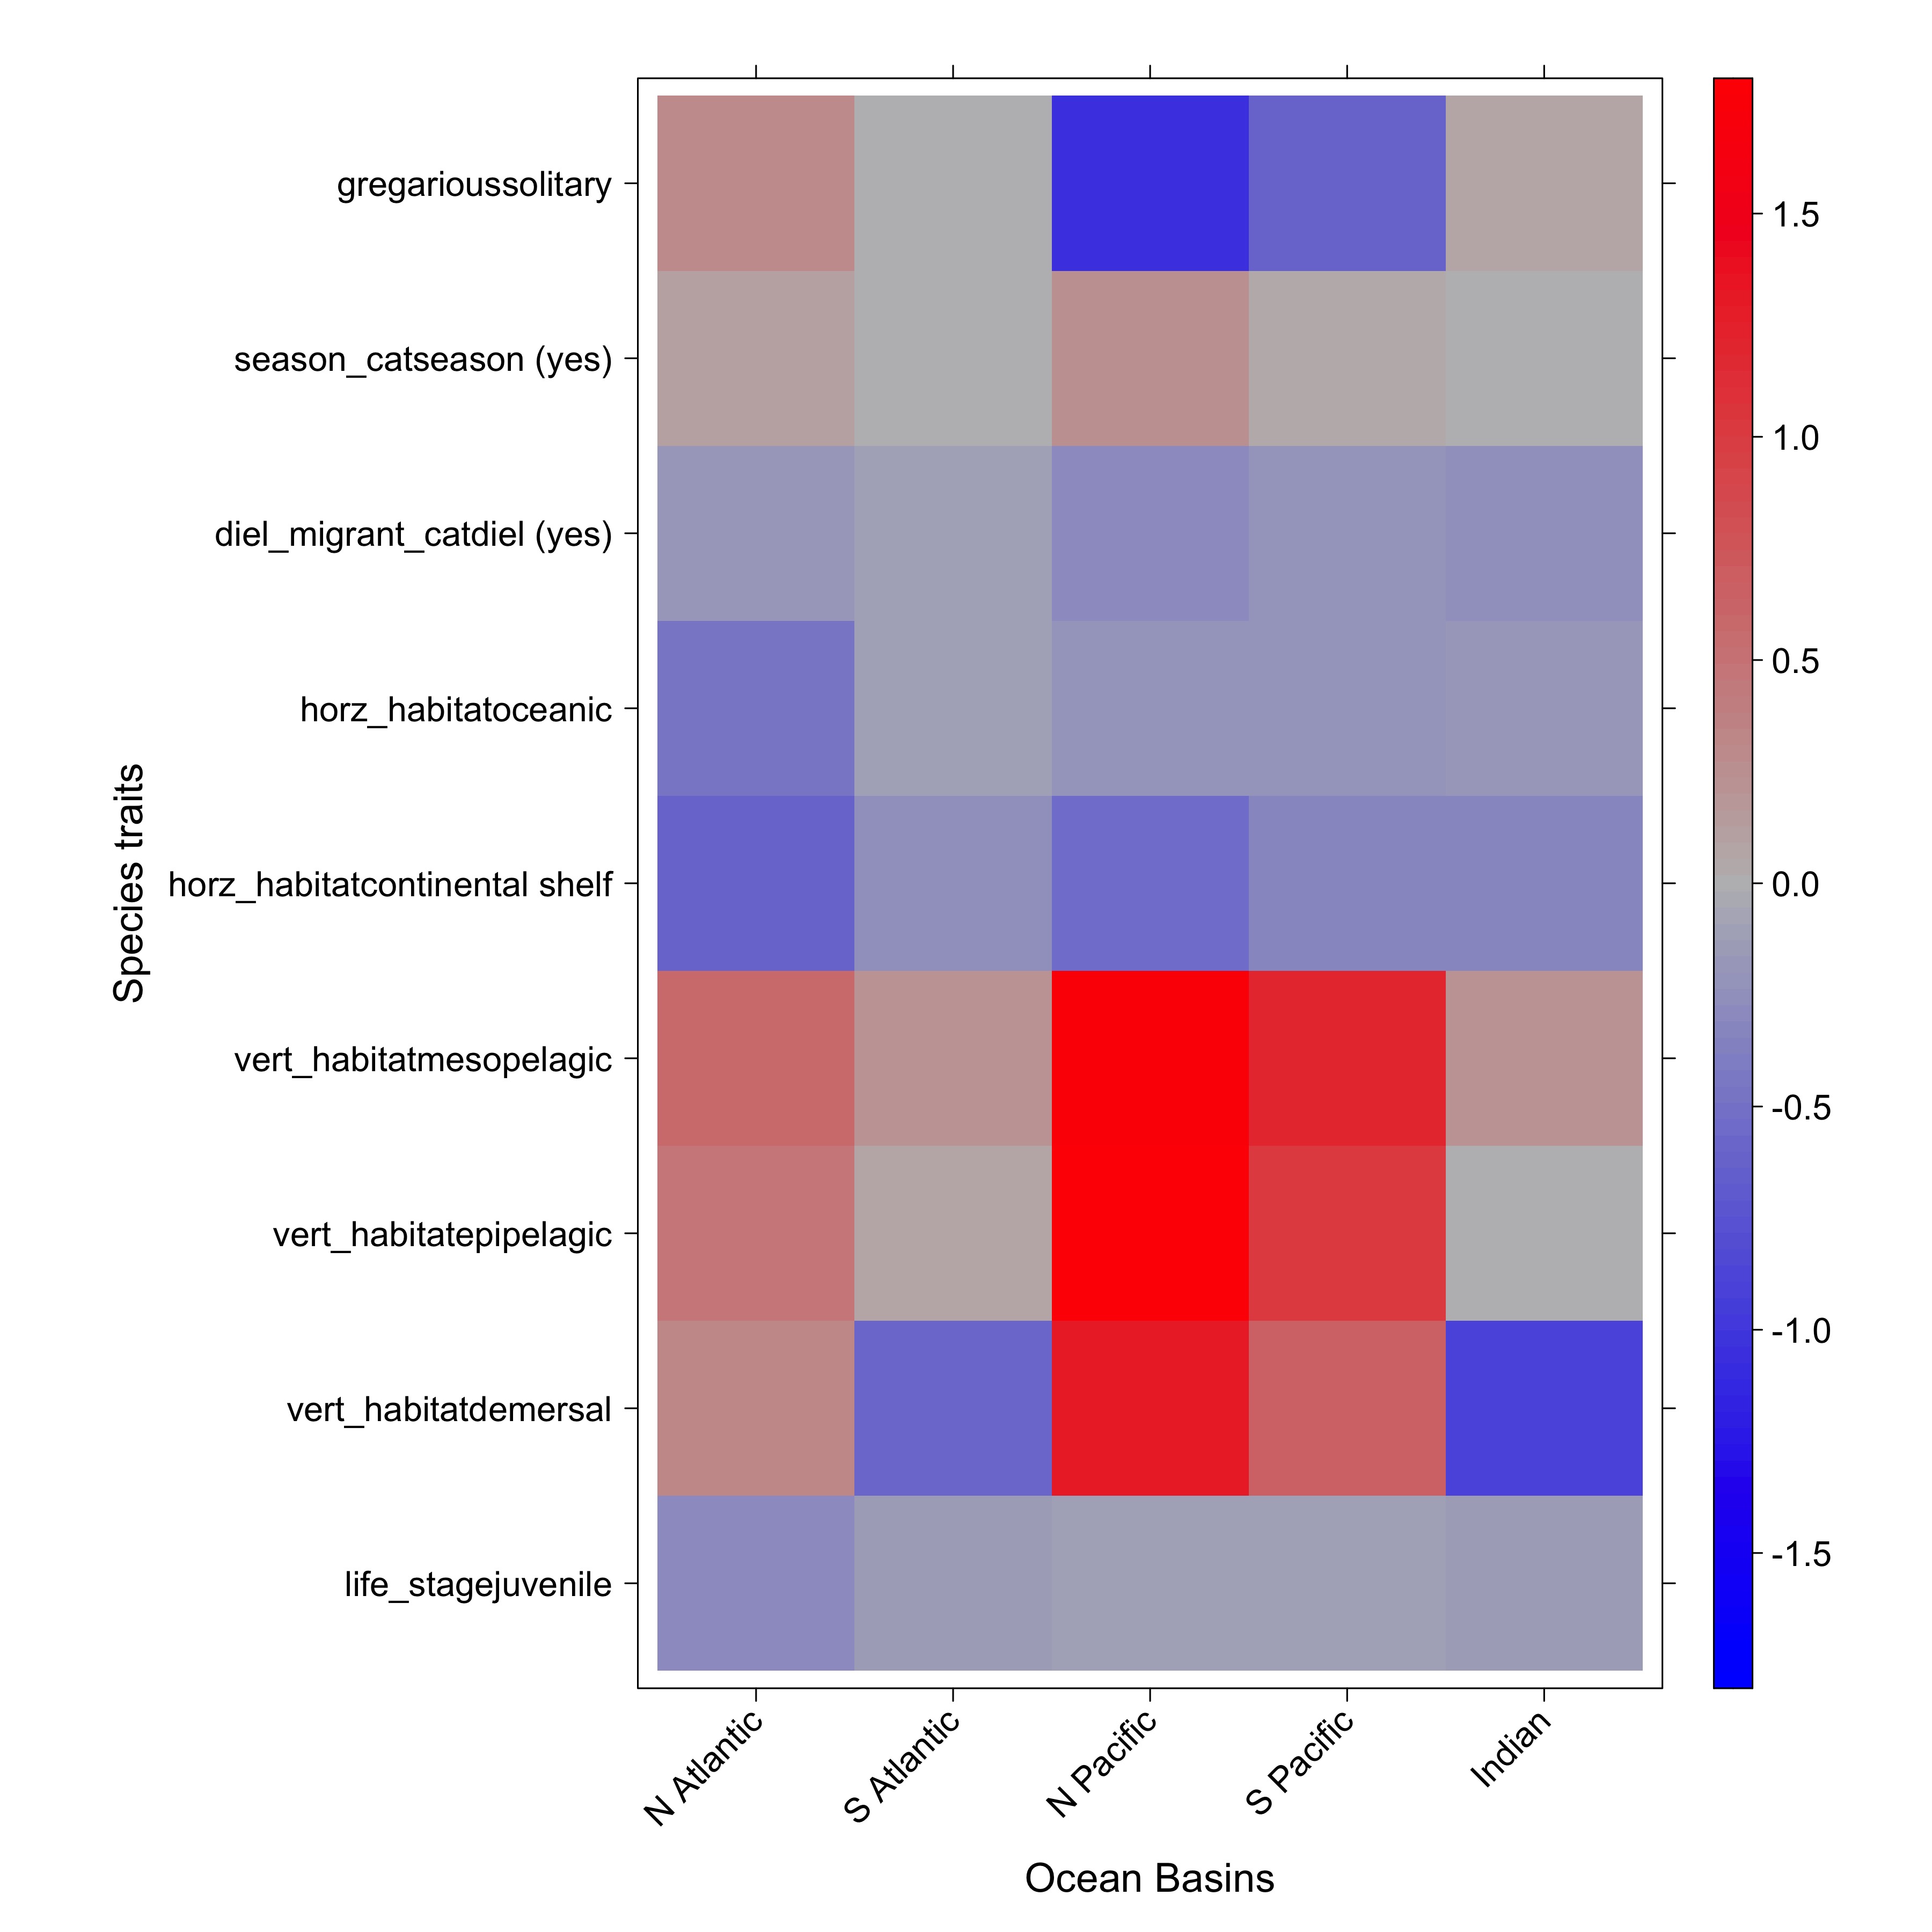 gregarioussolitary
season_catseason (yes)
diel_migrant_catdiel (yes)
horz_habitatoceanic
horz_habitatcontinental shelf
vert_habitatmesopelagic
vert_habitatepipelagic
vert_habitatdemersal
life_stagejuvenile
Species traits
N Atlantic
S Atlantic
N Pacific
S Pacific
Indian
Ocean Basins
1.5
1.0
0.5
0.0
-0.5
-1.0
-1.5